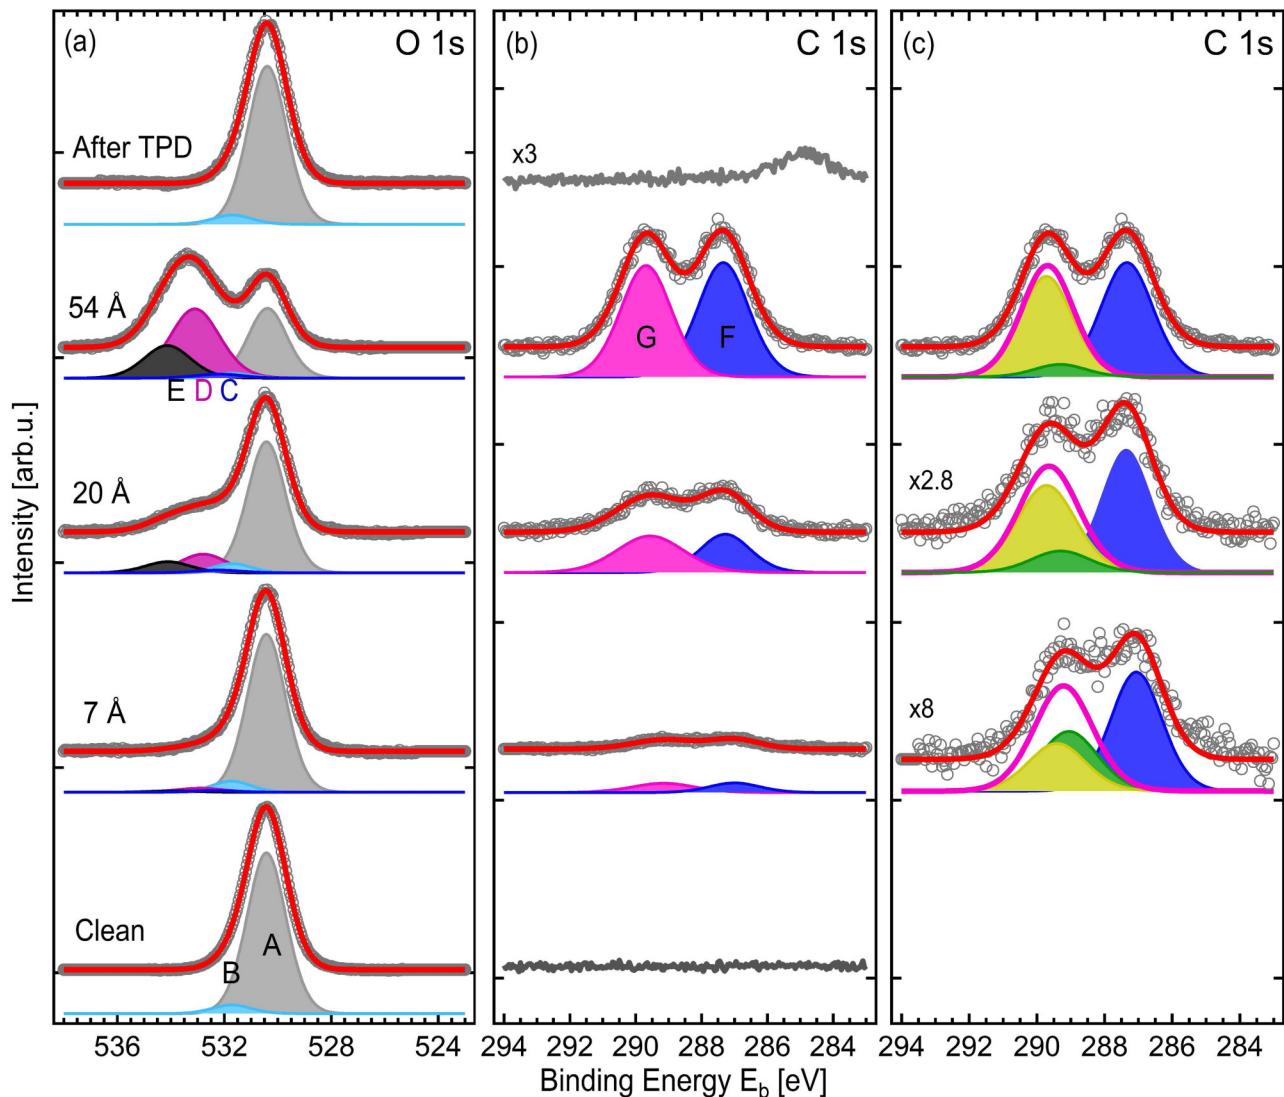 (a) O 1s
After TPD
54 Å
E D C
20 Å
7 Å
Clean
B A
536 532 528 524
(b) C 1s
x3
G F
294 292 290 288 286 284
(c) C 1s
x2.8
x8
294 292 290 288 286 284
Intensity [arb.u.]
Binding Energy E_b [eV]